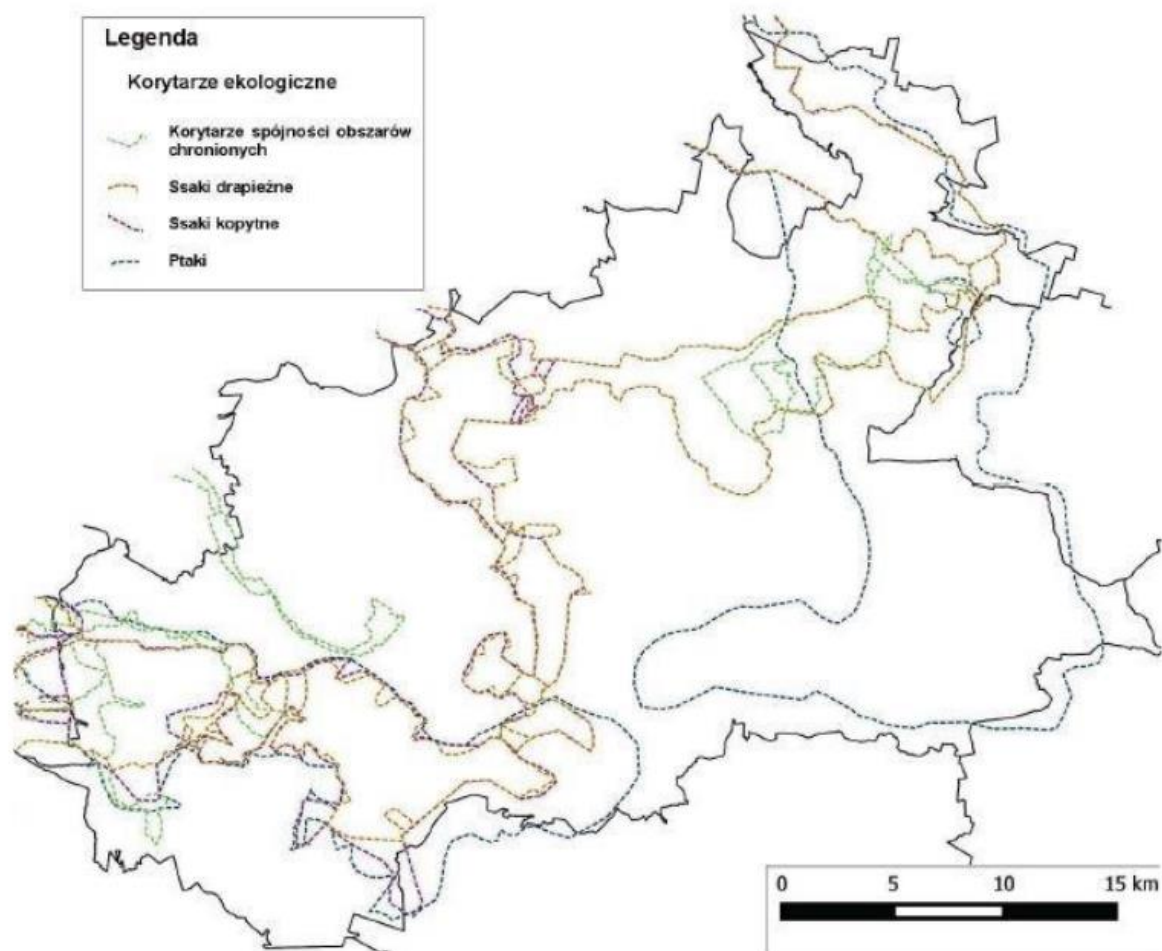 Legenda
Korytarze ekologiczne
Korytarze spójności obszarów
chronionych
Ssaki drapieżne
Ssaki kopytne
Ptaki
0 5 10 15 km